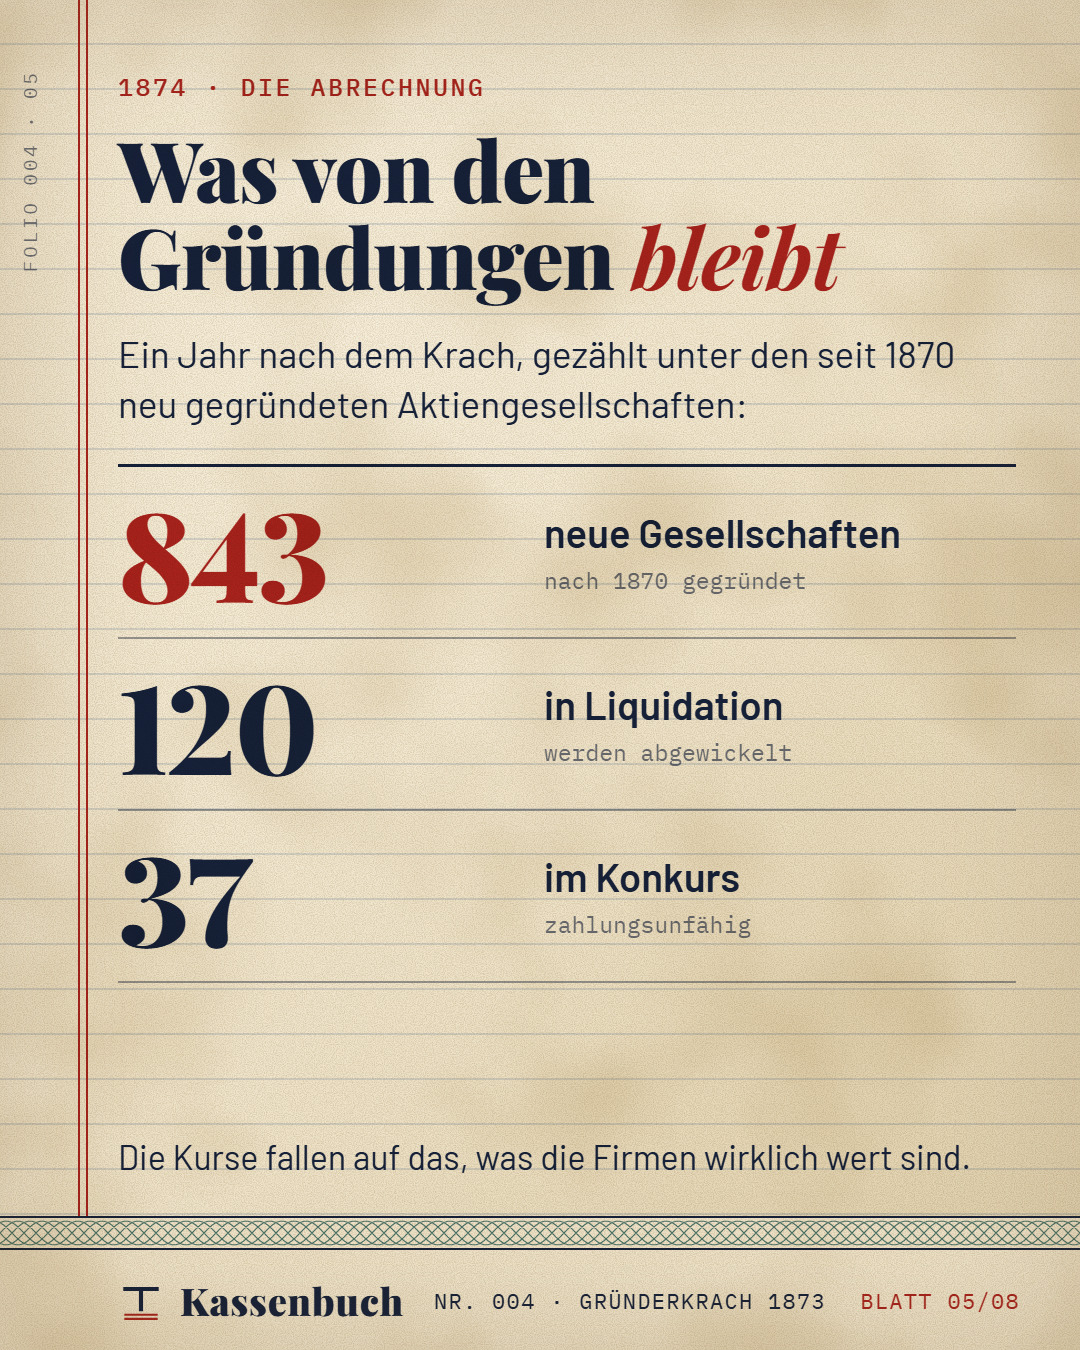 FOLIO 004 · 05
1874 · DIE ABRECHNUNG
Was von den
Gründungen bleibt
Ein Jahr nach dem Krach, gezählt unter den seit 1870
neu gegründeten Aktiengesellschaften:
843
neue Gesellschaften
nach 1870 gegründet
120
in Liquidation
werden abgewickelt
37
im Konkurs
zahlungsunfähig
Die Kurse fallen auf das, was die Firmen wirklich wert sind.
Kassenbuch NR. 004 · GRÜNDERKRACH 1873 BLATT 05/08